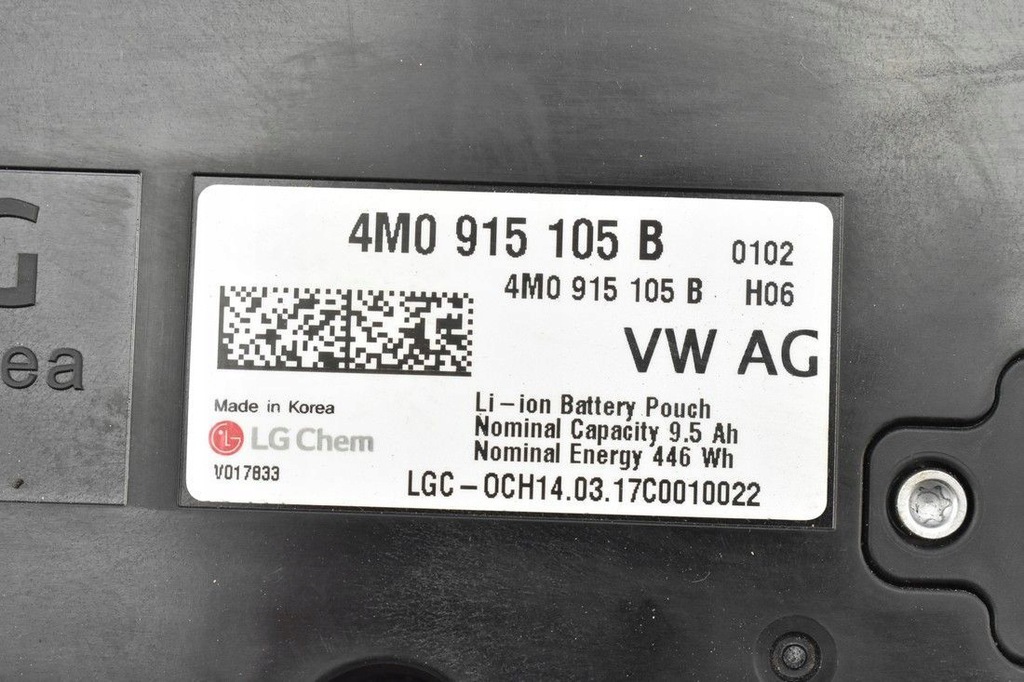 G
ea
4M0 915 105 B 0102
4M0 915 105 B H06
VW AG
Made in Korea
LG Chem
V017833
Li-ion Battery Pouch
Nominal Capacity 9.5 Ah
Nominal Energy 446 Wh
LGC-OCH14.03.17C0010022